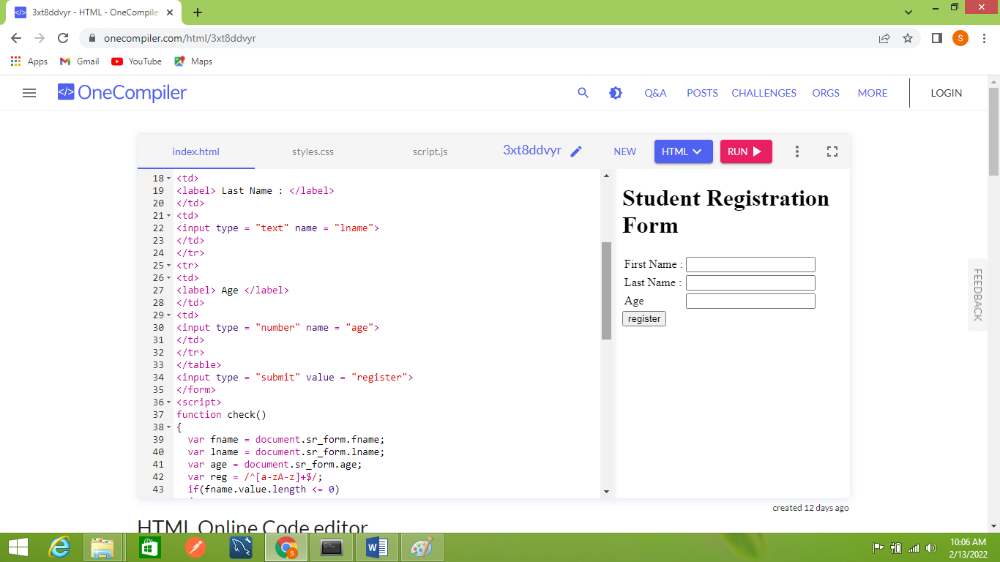 3xt8ddvyr - HTML - OneCompile
onecompiler.com/html/3xt8ddvyr
S
Apps Gmail YouTube Maps
</> OneCompiler Q&A POSTS CHALLENGES ORGS MORE LOGIN
index.html styles.css script.js 3xt8ddvyr NEW HTML RUN
18 <td>
19 <label> Last Name : </label>
20 </td>
21 <td>
22 <input type = "text" name = "lname">
23 </td>
24 </tr>
25 <tr>
26 <td>
27 <label> Age </label>
28 </td>
29 <td>
30 <input type = "number" name = "age">
31 </td>
32 </tr>
33 </table>
34 <input type = "submit" value = "register">
35 </form>
36 <script>
37 function check()
38 {
39 var fname = document.sr_form.fname;
40 var lname = document.sr_form.lname;
41 var age = document.sr_form.age;
42 var reg = /^[a-zA-z]+$/;
43 if(fname.value.length <= 0)
Student Registration
Form
First Name :
Last Name :
Age
register
FEEDBACK
created 12 days ago
HTML Online Code editor
10:06 AM
2/13/2022